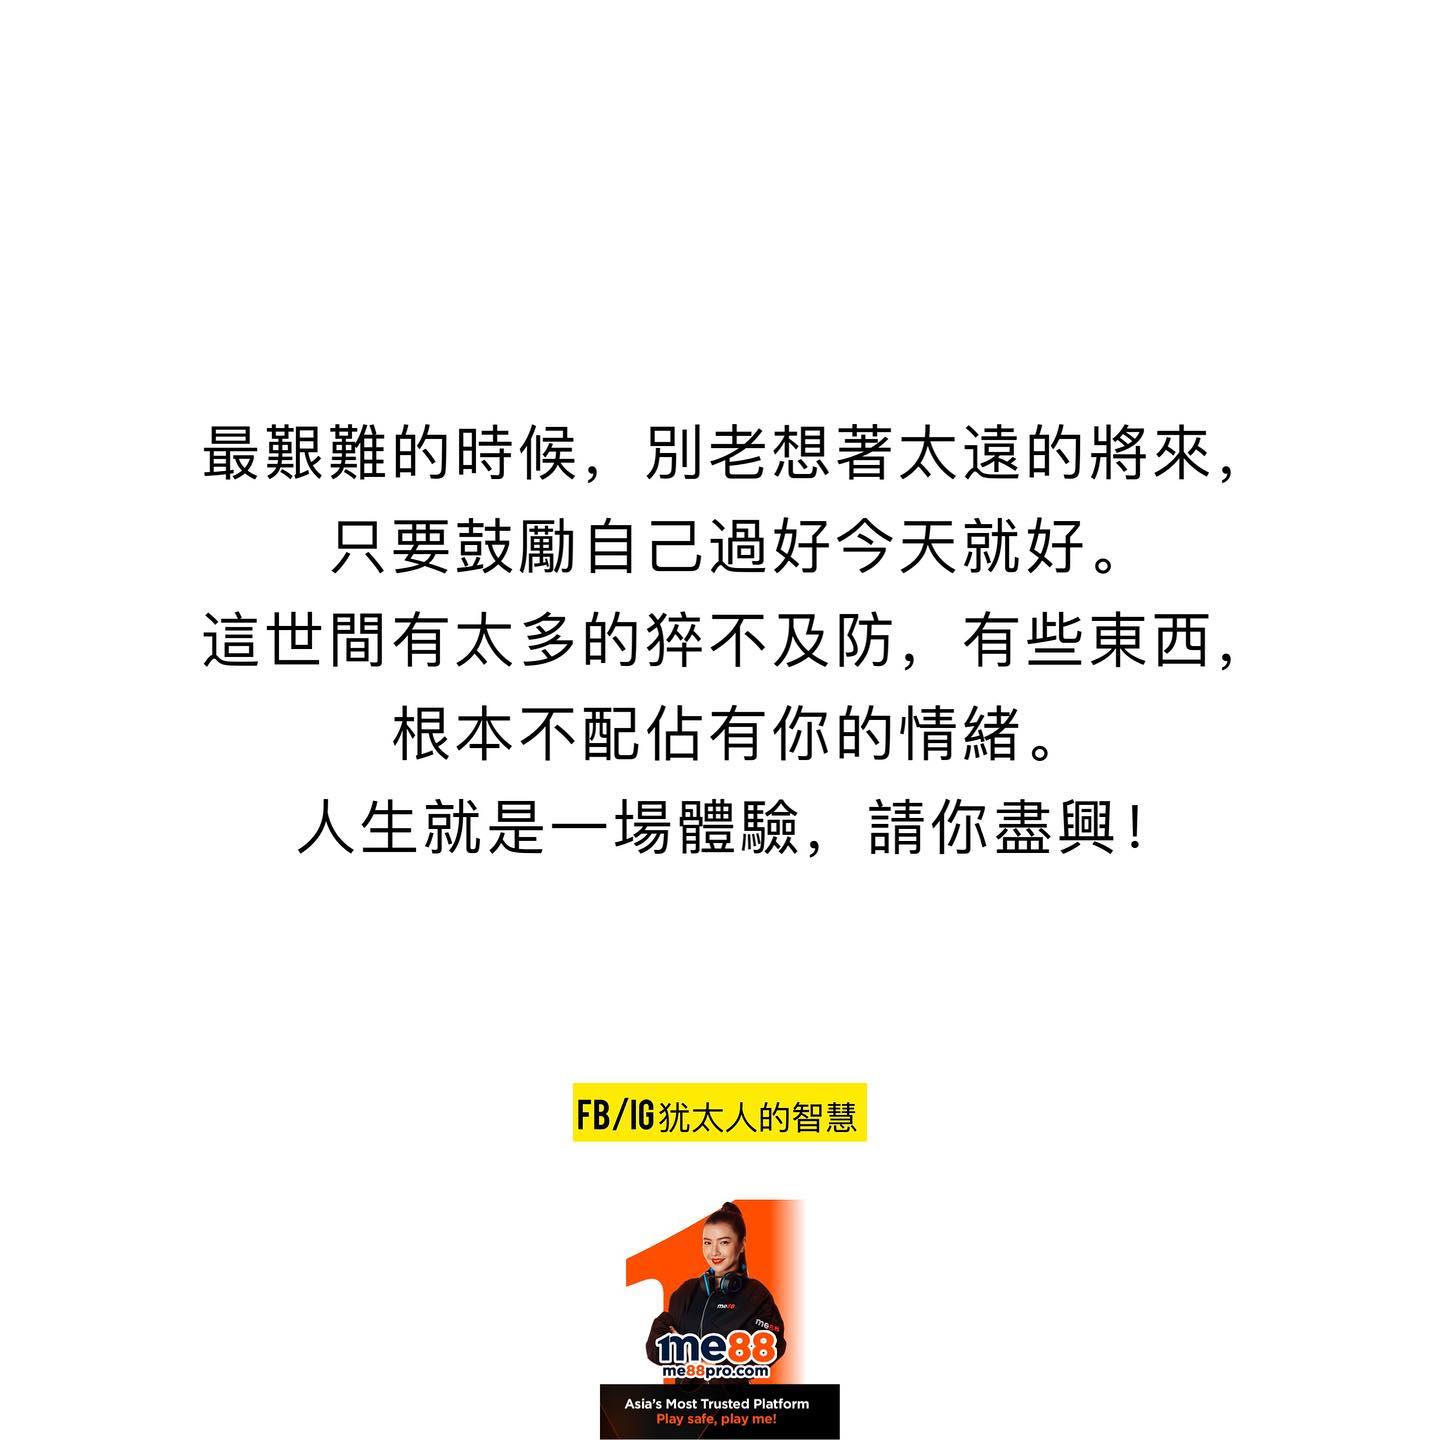 最艱難的時候，別老想著太遠的將來，
只要鼓勵自己過好今天就好。
這世間有太多的猝不及防，有些東西，
根本不配佔有你的情緒。
人生就是一場體驗，請你盡興！
FB/IG犹太人的智慧
1
me88
me88
me88
me88pro.com
Asia's Most Trusted Platform
Play safe, play me!